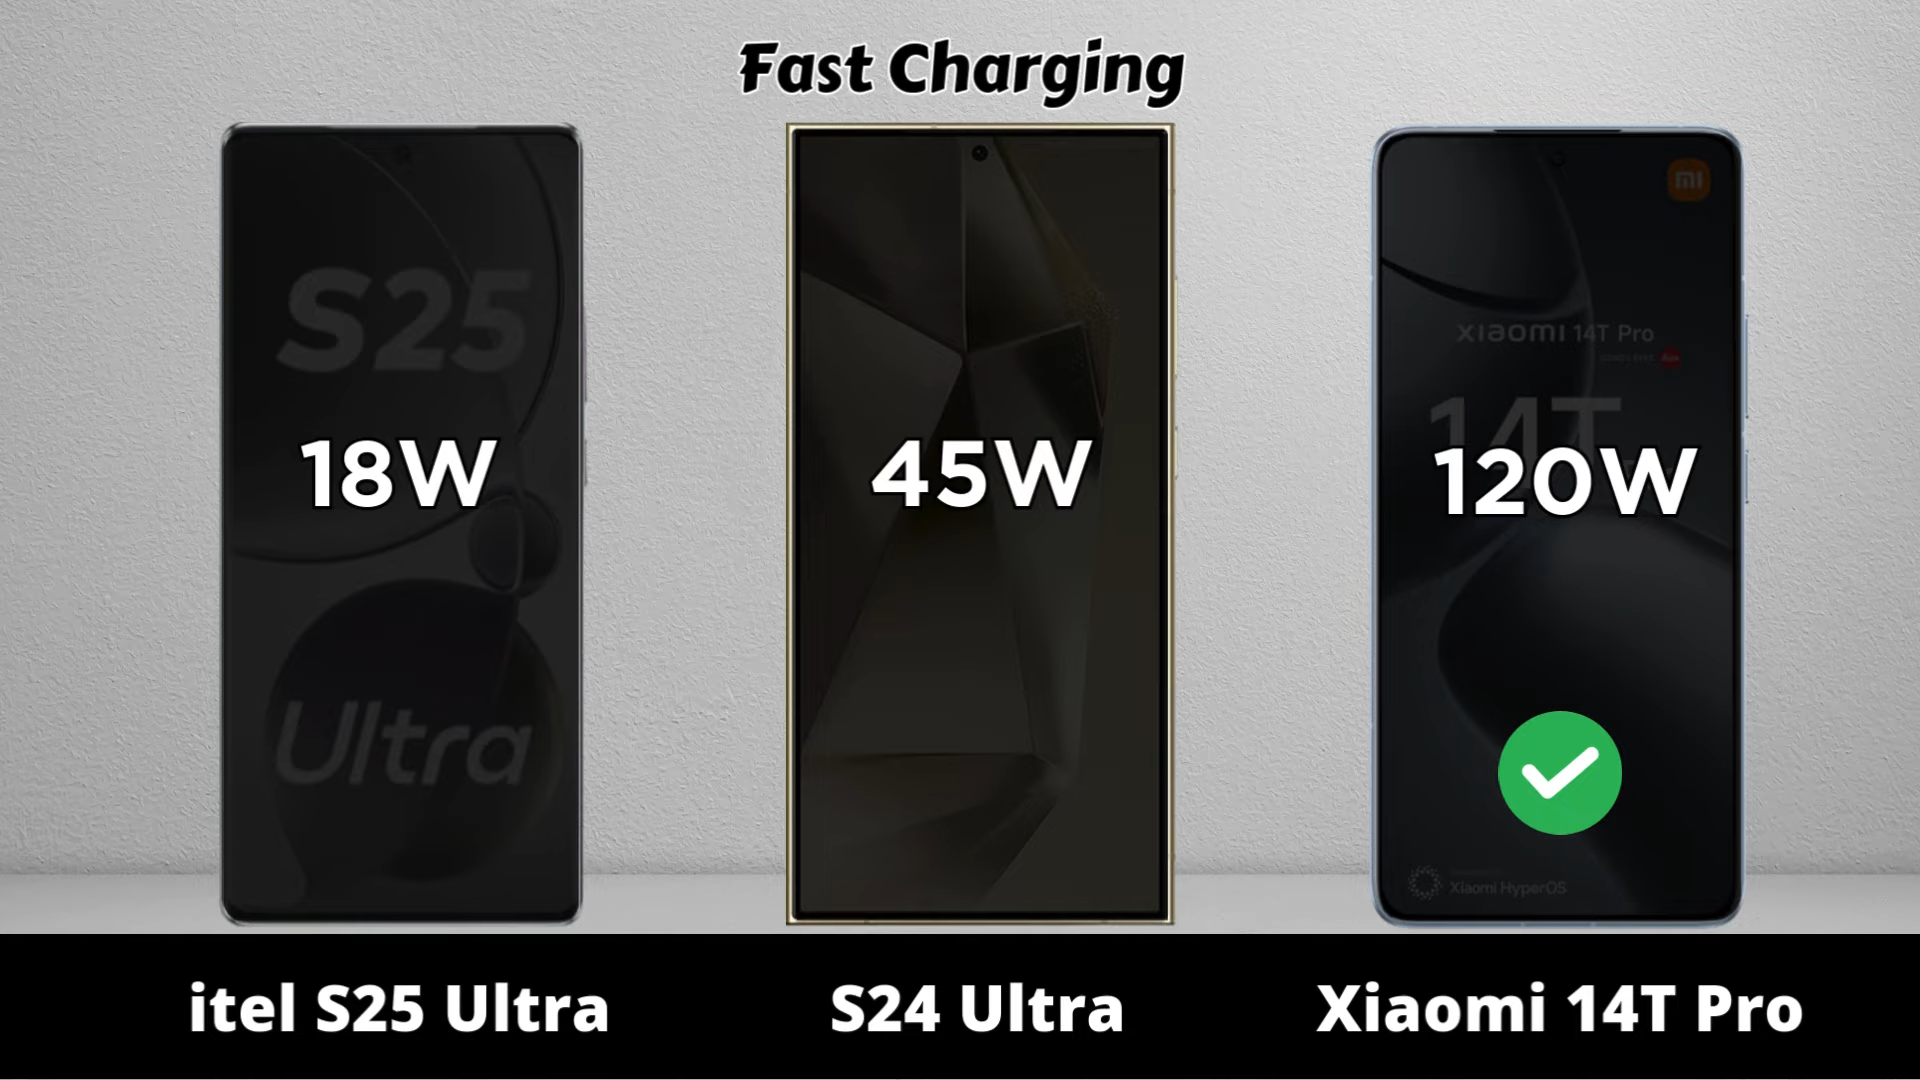 Fast Charging
S25
18W
Ultra
45W
mi
xiaomi 14T Pro
14T
120W
Xiaomi HyperOS
itel S25 Ultra
S24 Ultra
Xiaomi 14T Pro